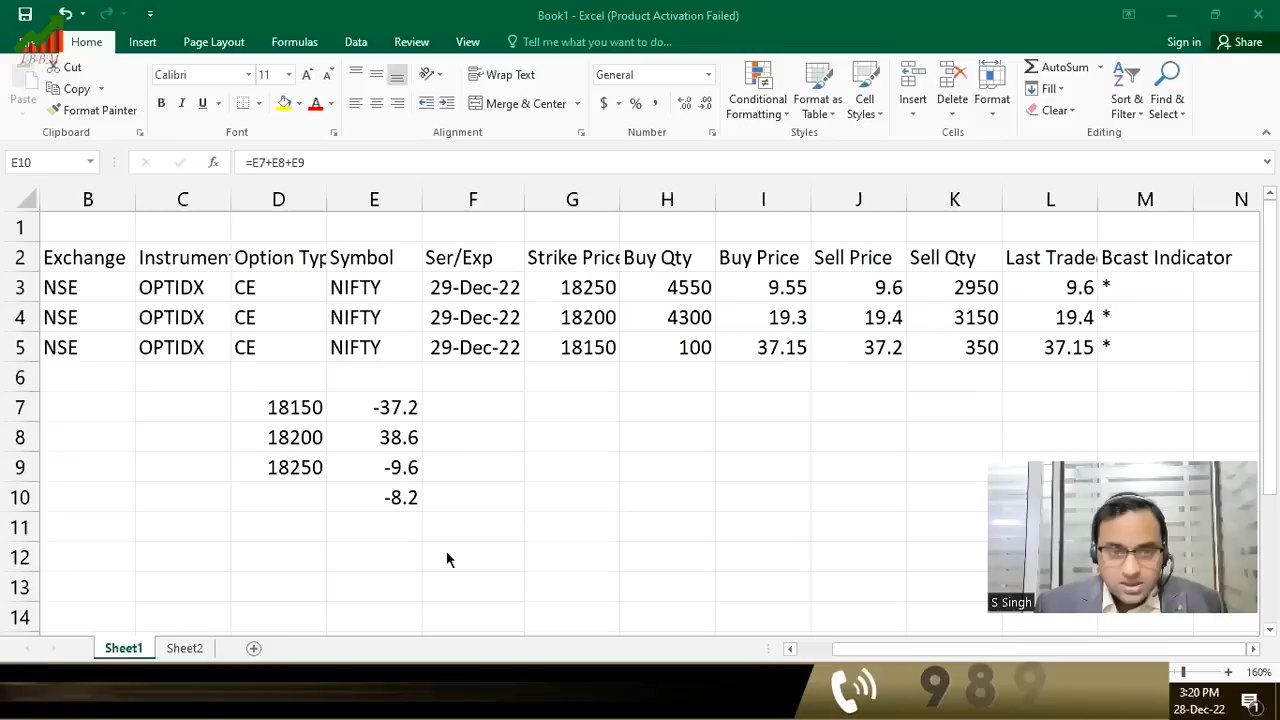 Book1 - Excel (Product Activation Failed)
Home Insert Page Layout Formulas Data Review View Tell me what you want to do... Sign in Share
I.B.B.M
Paste Cut
Copy
Format Painter
Calibri 11
B I U A
Wrap Text
Merge & Center
General
$ % ,
Conditional Formatting
Format as Table
Cell Styles
Insert Delete Format
AutoSum
Fill
Clear
Sort & Filter
Find & Select
Clipboard Font Alignment Number Styles Cells Editing
E10 fx =E7+E8+E9
B C D E F G H I J K L M N
1
2 Exchange Instrumen Option Typ Symbol Ser/Exp Strike Price Buy Qty Buy Price Sell Price Sell Qty Last Trade Bcast Indicator
3 NSE OPTIDX CE NIFTY 29-Dec-22 18250 4550 9.55 9.6 2950 9.6 *
4 NSE OPTIDX CE NIFTY 29-Dec-22 18200 4300 19.3 19.4 3150 19.4 *
5 NSE OPTIDX CE NIFTY 29-Dec-22 18150 100 37.15 37.2 350 37.15 *
6
7 18150 -37.2
8 18200 38.6
9 18250 -9.6
10 -8.2
11
12
13
14
S Singh
Sheet1 Sheet2
160%
989
3:20 PM
28-Dec-22